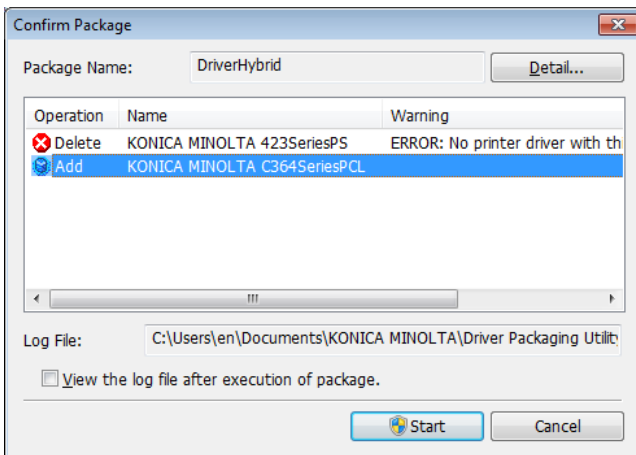 Confirm Package
Package Name: DriverHybrid Detail...
Operation Name Warning
Delete KONICA MINOLTA 423SeriesPS ERROR: No printer driver with thi
Add KONICA MINOLTA C364SeriesPCL
Log File: C:\Users\en\Documents\KONICA MINOLTA\Driver Packaging Utility
View the log file after execution of package.
Start Cancel